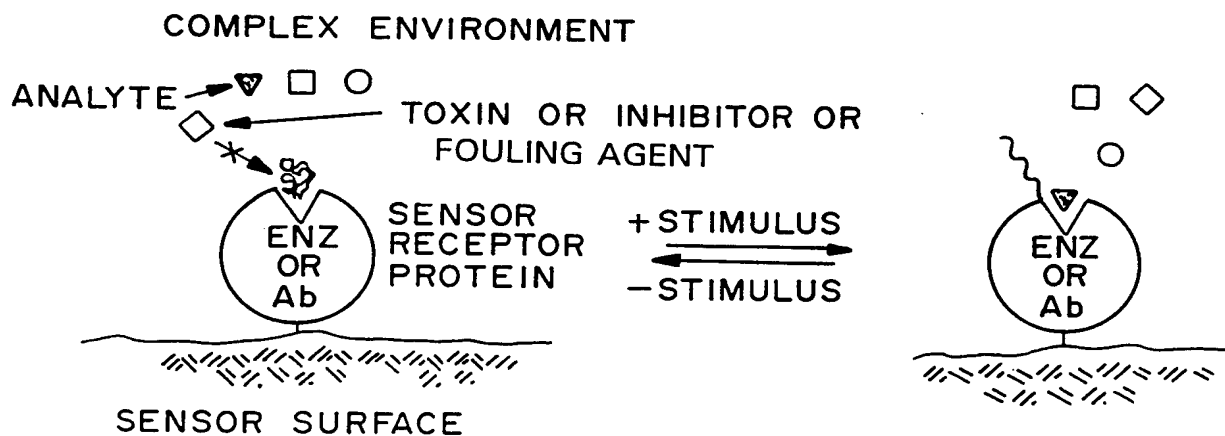 COMPLEX ENVIRONMENT
ANALYTE
TOXIN OR INHIBITOR OR
FOULING AGENT
SENSOR
RECEPTOR
PROTEIN
ENZ
OR
Ab
+STIMULUS
-STIMULUS
ENZ
OR
Ab
SENSOR SURFACE